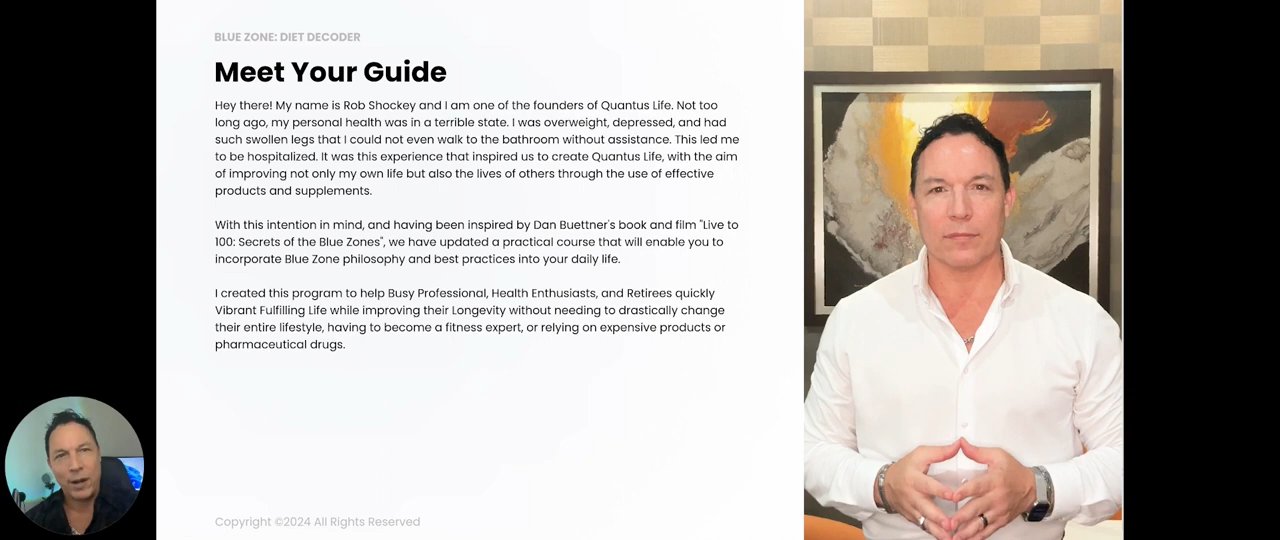 BLUE ZONE: DIET DECODER
Meet Your Guide
Hey there! My name is Rob Shockey and I am one of the founders of Quantus Life. Not too
long ago, my personal health was in a terrible state. I was overweight, depressed, and had
such swollen legs that I could not even walk to the bathroom without assistance. This led me
to be hospitalized. It was this experience that inspired us to create Quantus Life, with the aim
of improving not only my own life but also the lives of others through the use of effective
products and supplements.
With this intention in mind, and having been inspired by Dan Buettner's book and film "Live to
100: Secrets of the Blue Zones", we have updated a practical course that will enable you to
incorporate Blue Zone philosophy and best practices into your daily life.
I created this program to help Busy Professional, Health Enthusiasts, and Retirees quickly
Vibrant Fulfilling Life while improving their Longevity without needing to drastically change
their entire lifestyle, having to become a fitness expert, or relying on expensive products or
pharmaceutical drugs.
Copyright ©2024 All Rights Reserved